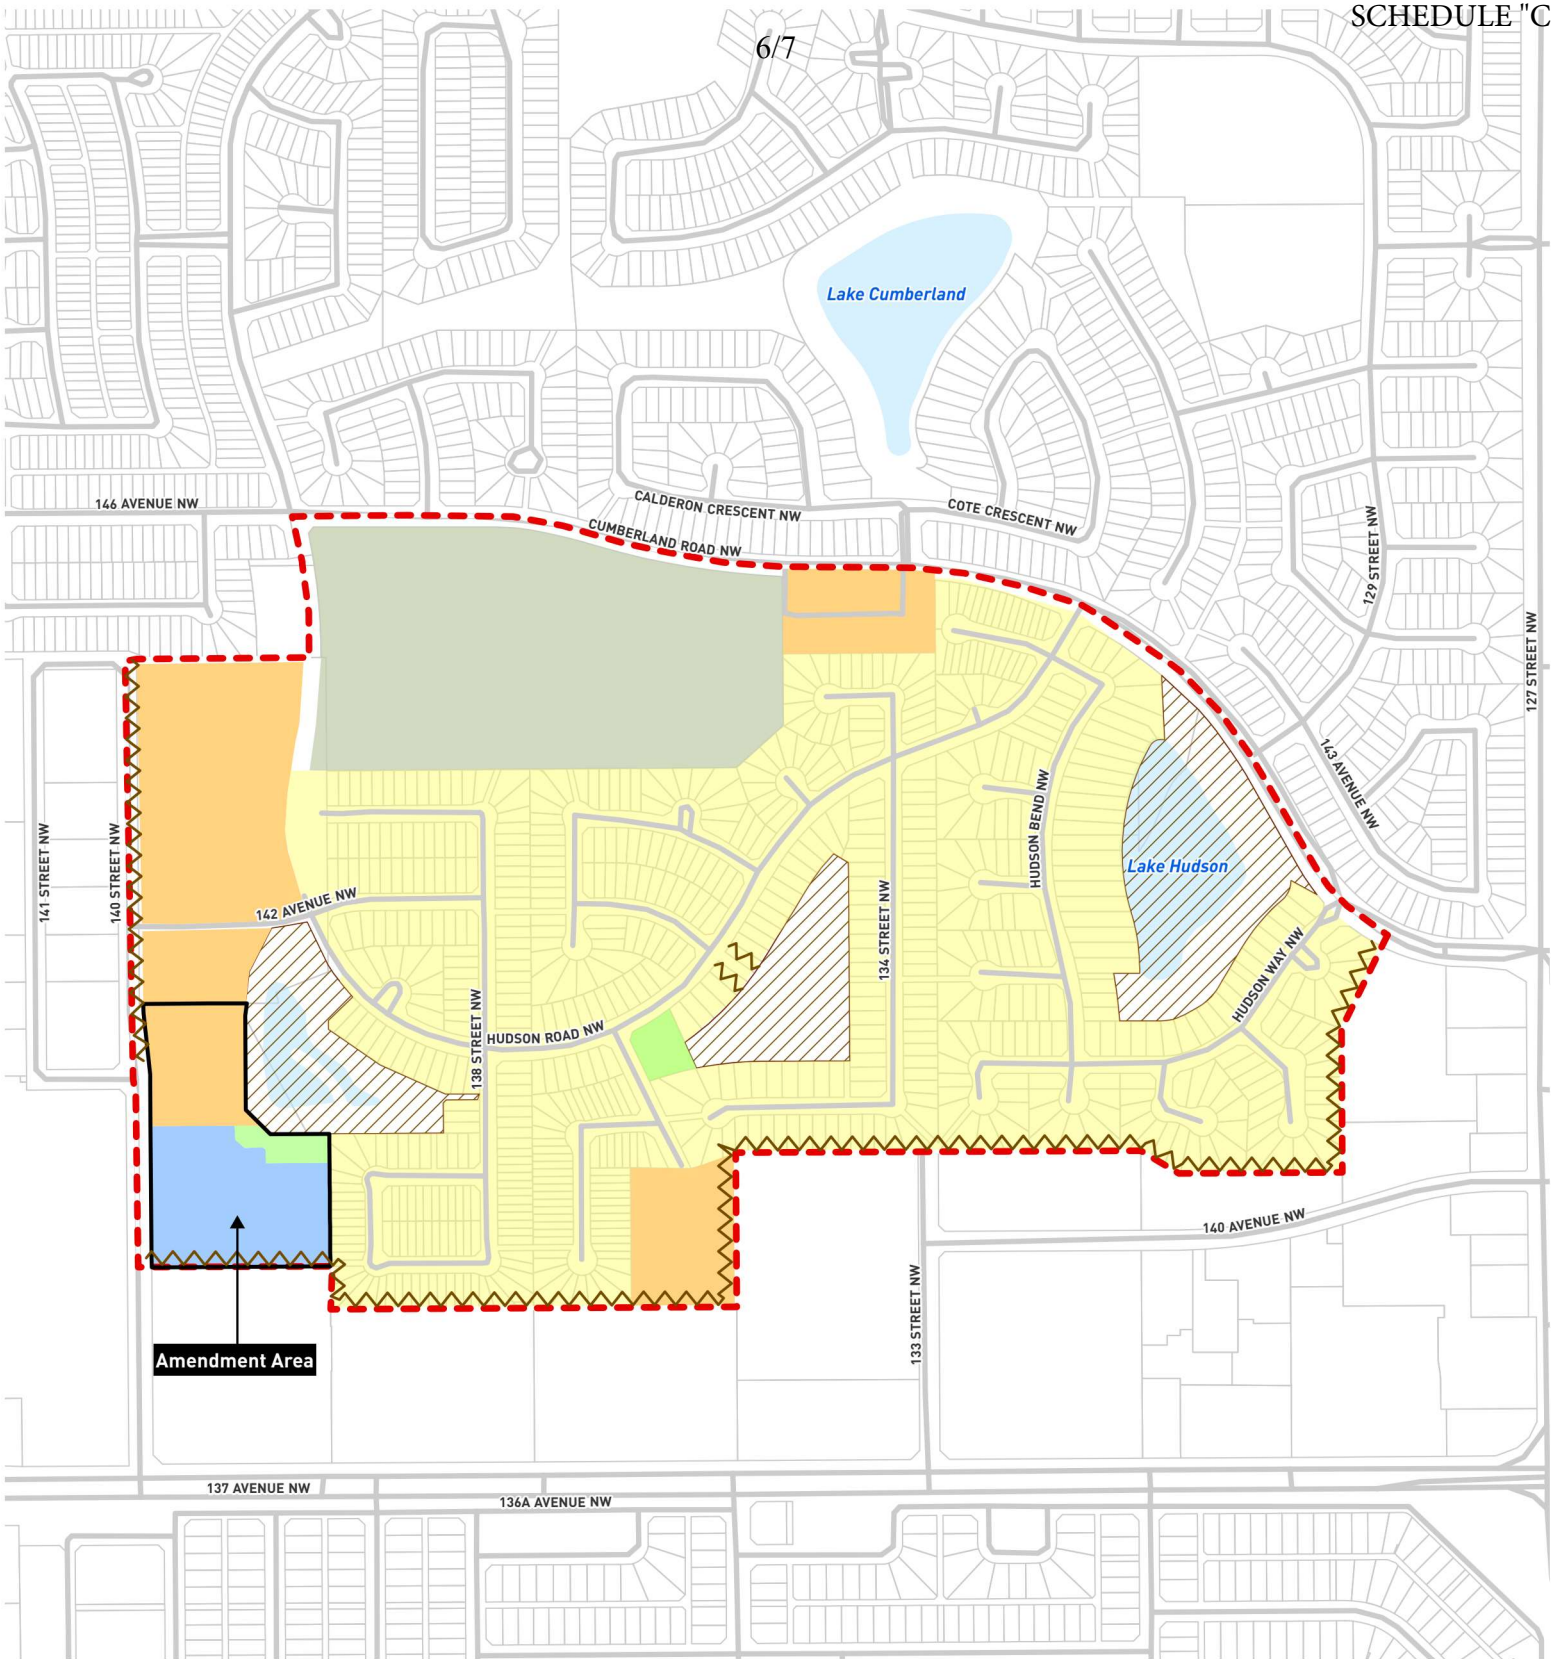 SCHEDULE "C
6/7
Lake Cumberland
146 AVENUE NW
CALDERON CRESCENT NW
COTE CRESCENT NW
CUMBERLAND ROAD NW
129 STREET NW
127 STREET NW
143 AVENUE NW
HUDSON BEND NW
141 STREET NW
140 STREET NW
Lake Hudson
142 AVENUE NW
134 STREET NW
HUDSON WAY NW
138 STREET NW
HUDSON ROAD NW
140 AVENUE NW
133 STREET NW
Amendment Area
137 AVENUE NW
136A AVENUE NW